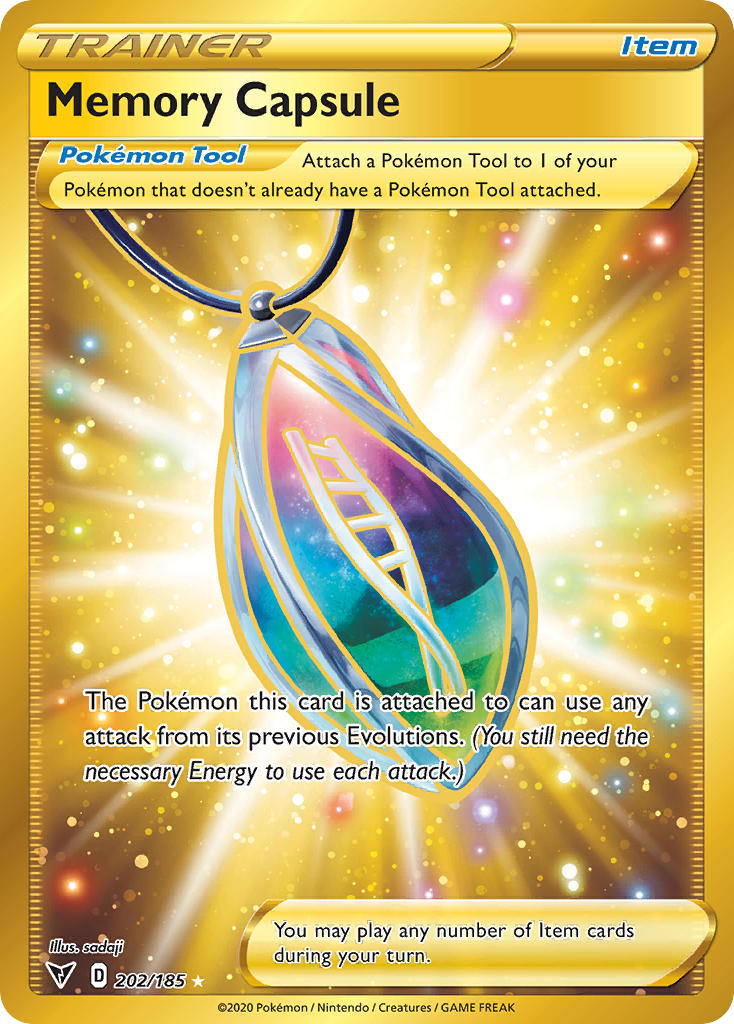 TRAINER
Item
Memory Capsule
Pokémon Tool
Attach a Pokémon Tool to 1 of your
Pokémon that doesn't already have a Pokémon Tool attached.
The Pokémon this card is attached to can use any
attack from its previous Evolutions. (You still need the
necessary Energy to use each attack.)
You may play any number of Item cards
during your turn.
Illus. sadaji
D 202/185 ★
©2020 Pokémon / Nintendo / Creatures / GAME FREAK